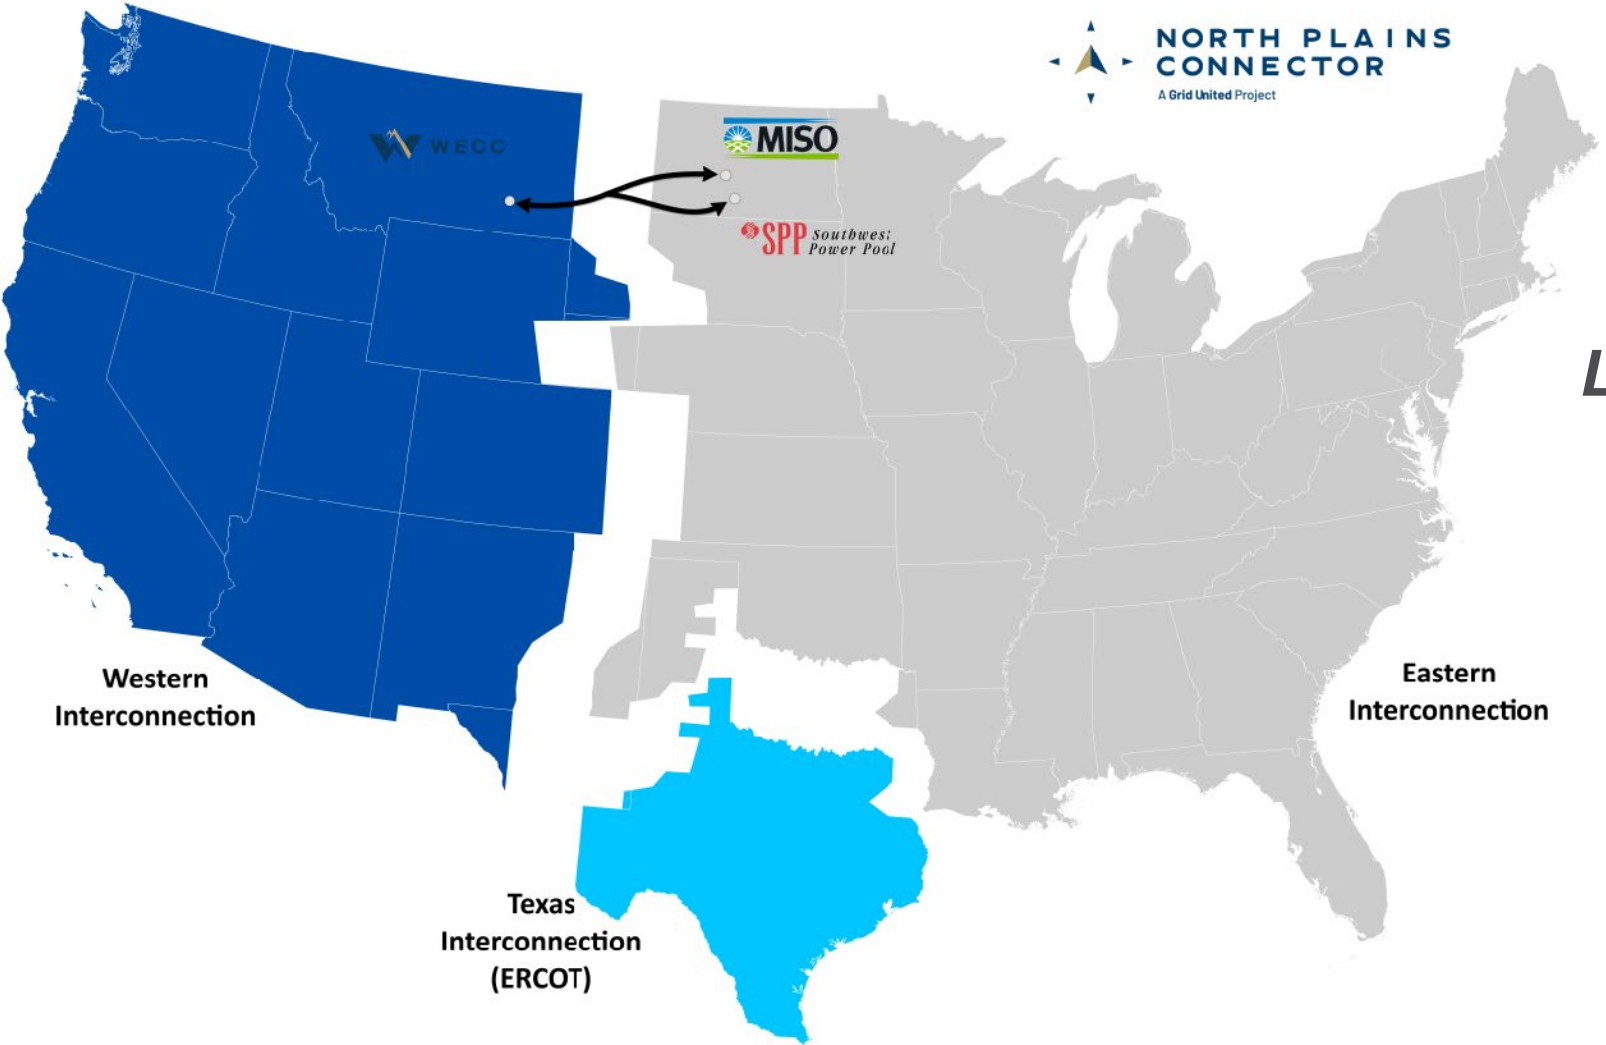 NORTH PLAINS
CONNECTOR
A Grid United Project
WECC
MISO
SPP Southwest
Power Pool
L
Western
Interconnection
Eastern
Interconnection
Texas
Interconnection
(ERCOT)